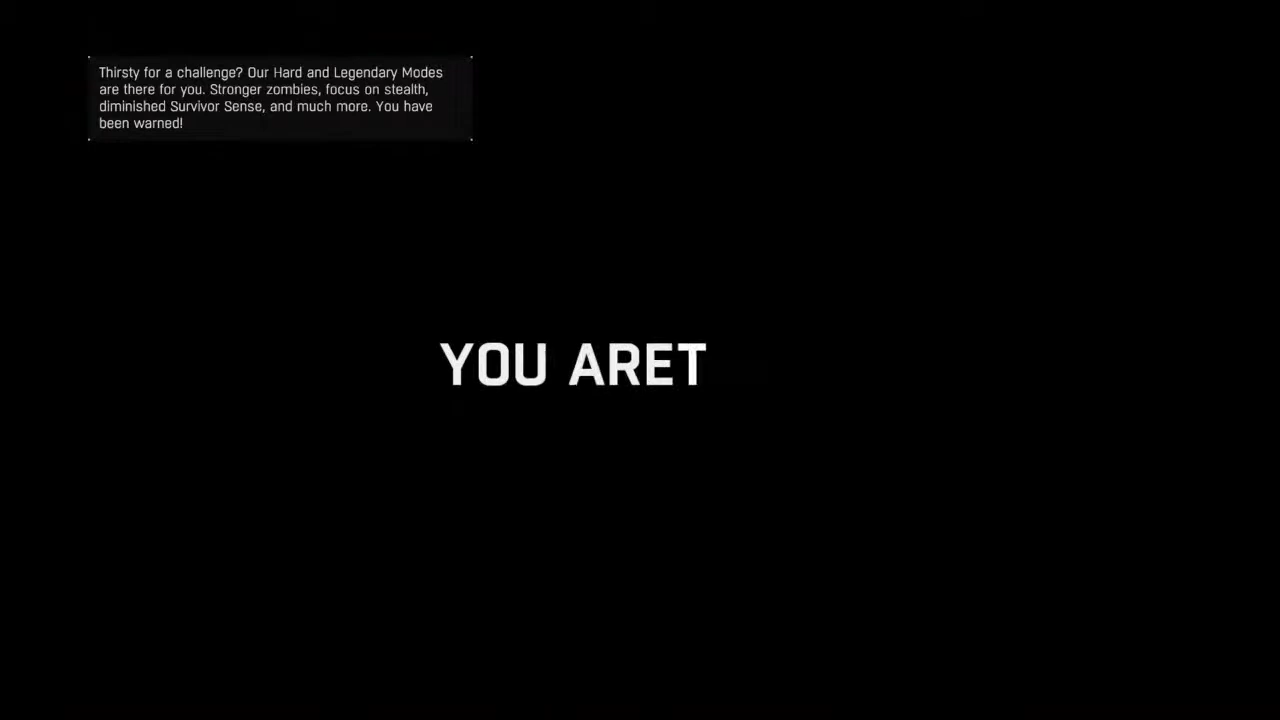 Thirsty for a challenge? Our Hard and Legendary Modes
are there for you. Stronger zombies, focus on stealth,
diminished Survivor Sense, and much more. You have
been warned!
YOU ARET